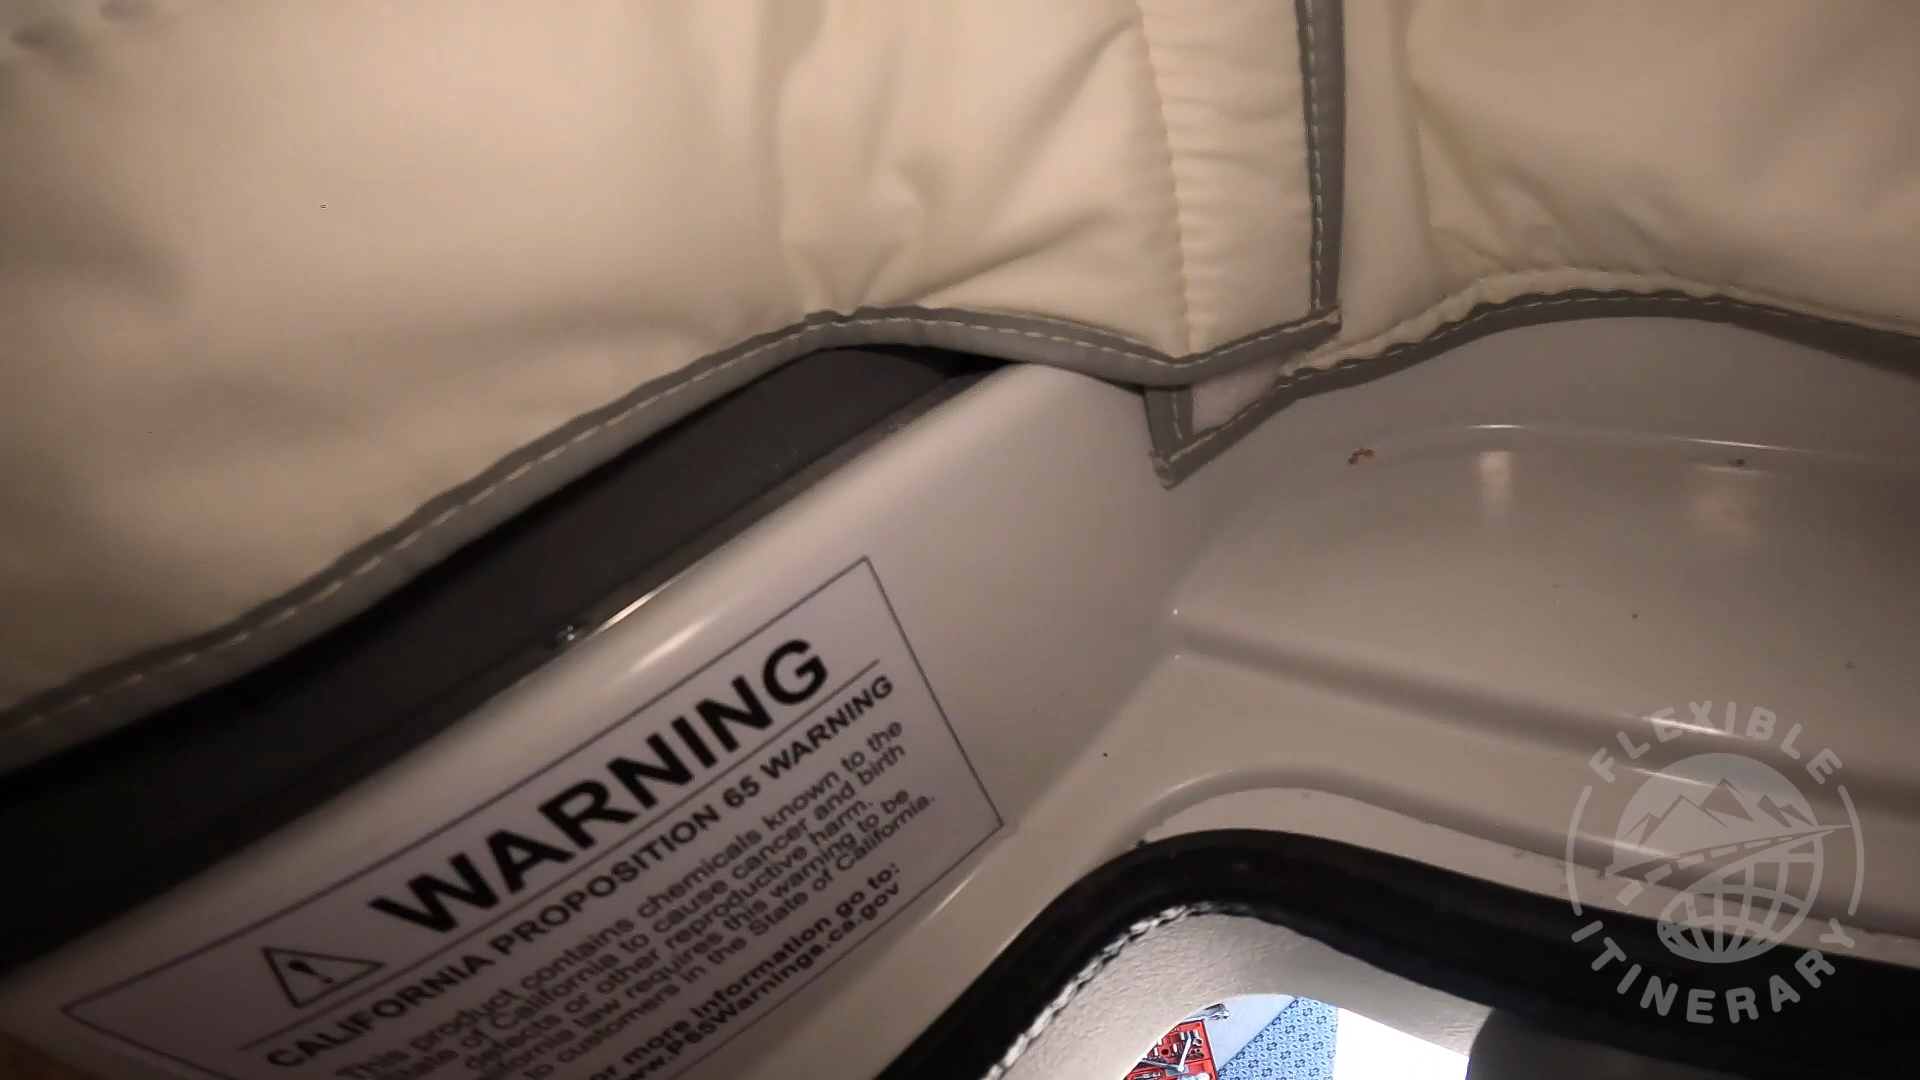 WARNING
CALIFORNIA PROPOSITION 65 WARNING
This product contains chemicals known to the
State of California to cause cancer and birth
defects or other reproductive harm.
California law requires this warning to be
to customers in the State of California.
For more information go to:
www.P65Warnings.ca.gov
FLEXIBLE
ITINERARY